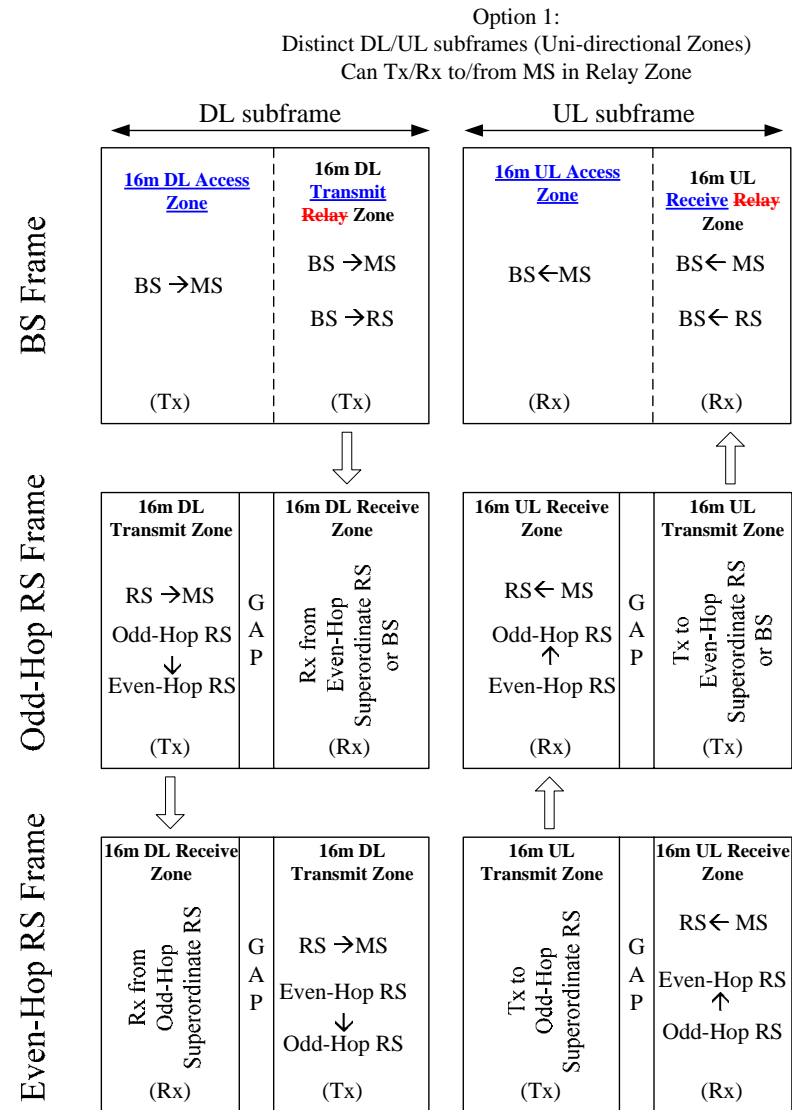 Option 1:
Distinct DL/UL subframes (Uni-directional Zones)
Can Tx/Rx to/from MS in Relay Zone
DL subframe
UL subframe
BS Frame
16m DL Access
Zone
BS →MS
(Tx)
16m DL
Transmit
Relay Zone
BS →MS
BS →RS
(Tx)
16m UL Access
Zone
BS←MS
(Rx)
16m UL
Receive Relay
Zone
BS← MS
BS← RS
(Rx)
Odd-Hop RS Frame
16m DL
Transmit Zone
RS →MS
Odd-Hop RS
↓
Even-Hop RS
(Tx)
G
A
P
16m DL Receive
Zone
Rx from
Even-Hop
Superordinate RS
or BS
(Rx)
16m UL Receive
Zone
RS← MS
Odd-Hop RS
↑
Even-Hop RS
(Rx)
G
A
P
16m UL
Transmit Zone
Tx to
Even-Hop
Superordinate RS
or BS
(Tx)
Even-Hop RS Frame
16m DL Receive
Zone
Rx from
Odd-Hop
Superordinate RS
(Rx)
G
A
P
16m DL
Transmit Zone
RS →MS
Even-Hop RS
↓
Odd-Hop RS
(Tx)
16m UL
Transmit Zone
Tx to
Odd-Hop
Superordinate RS
(Tx)
G
A
P
16m UL Receive
Zone
RS← MS
Even-Hop RS
↑
Odd-Hop RS
(Rx)